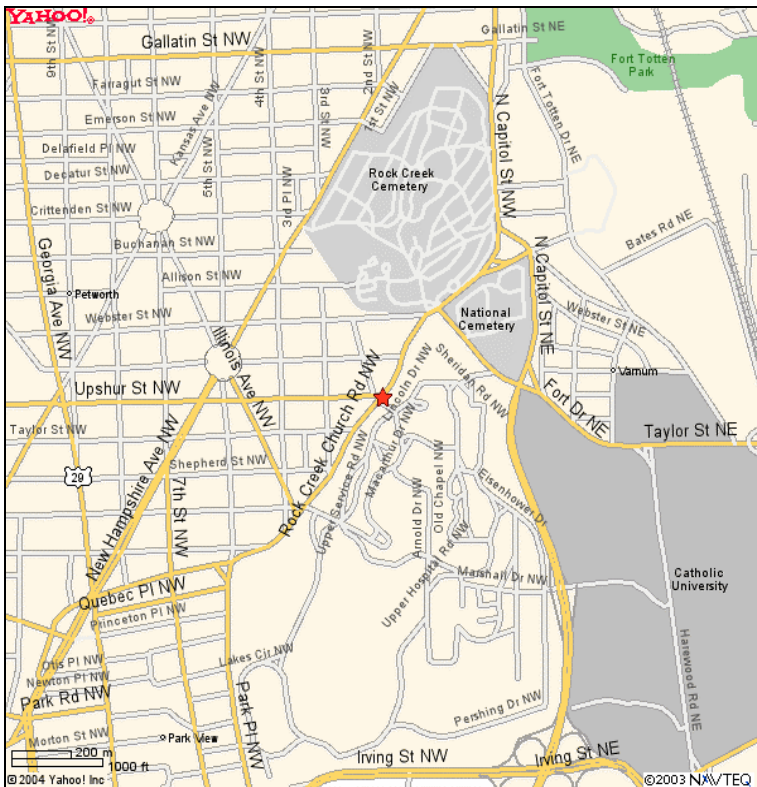 YAHOO!
Gallatin St NW
Gallatin St NE
9th St NW
4th St NW
2nd St NW
Fort Totten
Park
Farragut St NW
Kansas Ave NW
3rd St NW
1st St NW
Fort Totten Dr NE
Emerson St NW
Delafield Pl NW
5th St NW
Decatur St NW
Rock Creek
Cemetery
N Capitol St NW
3rd Pl NW
Crittenden St NW
Georgia Ave NW
Buchanan St NW
N Capitol St NE
Bates Rd NE
Allison St NW
Petworth
Webster St NW
National
Cemetery
Webster St NE
Illinois Ave NW
Sheridan Rd NW
Varnum
Upshur St NW
Rock Creek Church Rd NW
Lincoln Dr NW
Fort Dr NE
Taylor St NW
Macarthur Dr NW
Taylor St NE
Shepherd St NW
Upper Service Rd NW
29
New Hampshire Ave NW
7th St NW
Arnold Dr NW
Old Chapel NW
Eisenhower Dr
Upper Hospital Rd NW
Marshall Dr NW
Catholic
University
Quebec Pl NW
Princeton Pl NW
Harewood Rd NE
Otis Pl NW
Lakes Cir NW
Newton Pl NW
Park Rd NW
Park Pl NW
Pershing Dr NW
Morton St NW
Park View
Irving St NW
Irving St NE
200 m
1000 ft
© 2004 Yahoo! Inc
©2003 NAVTEQ